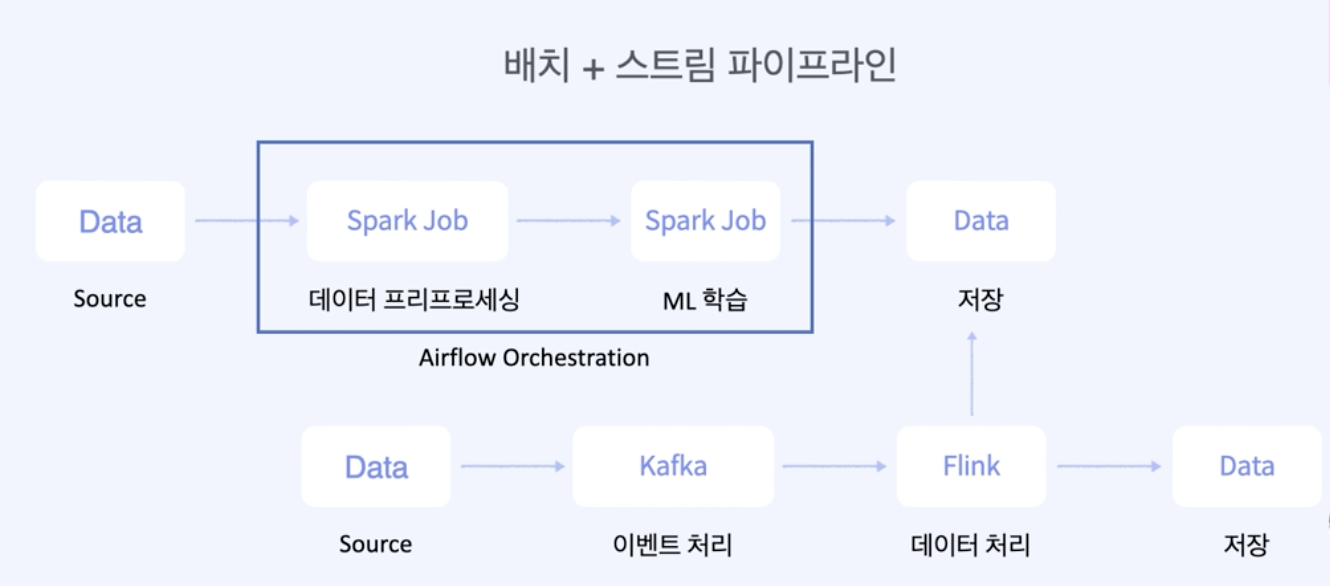 배치 + 스트림 파이프라인
Data
Spark Job
Spark Job
Data
Source
데이터 프리프로세싱
ML 학습
저장
Airflow Orchestration
Data
Kafka
Flink
Data
Source
이벤트 처리
데이터 처리
저장